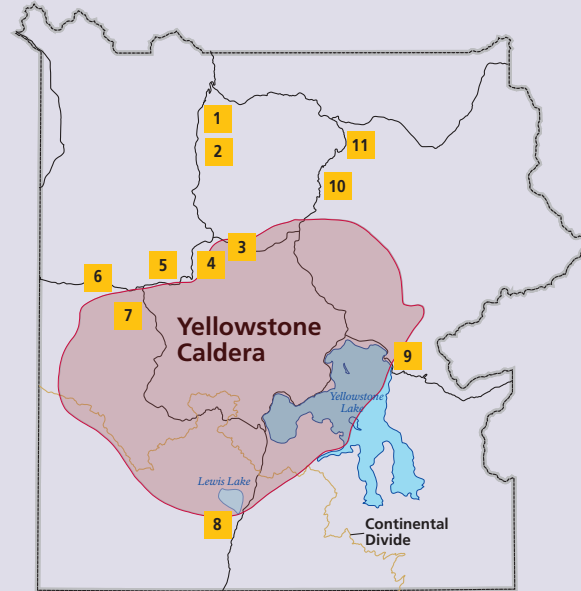 1
2
11
10
3
4
5
6
7
Yellowstone
Caldera
9
Yellowstone
Lake
Lewis Lake
8
Continental
Divide